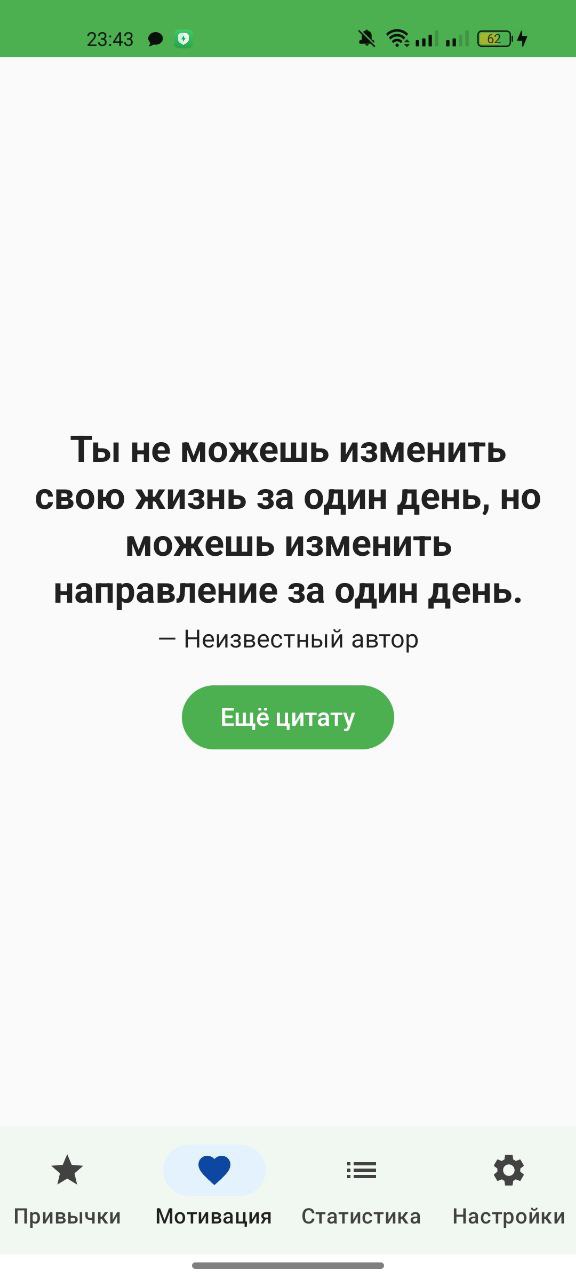 23:43
62
Ты не можешь изменить
свою жизнь за один день, но
можешь изменить
направление за один день.
— Неизвестный автор
Ещё цитату
Привычки Мотивация Статистика Настройки